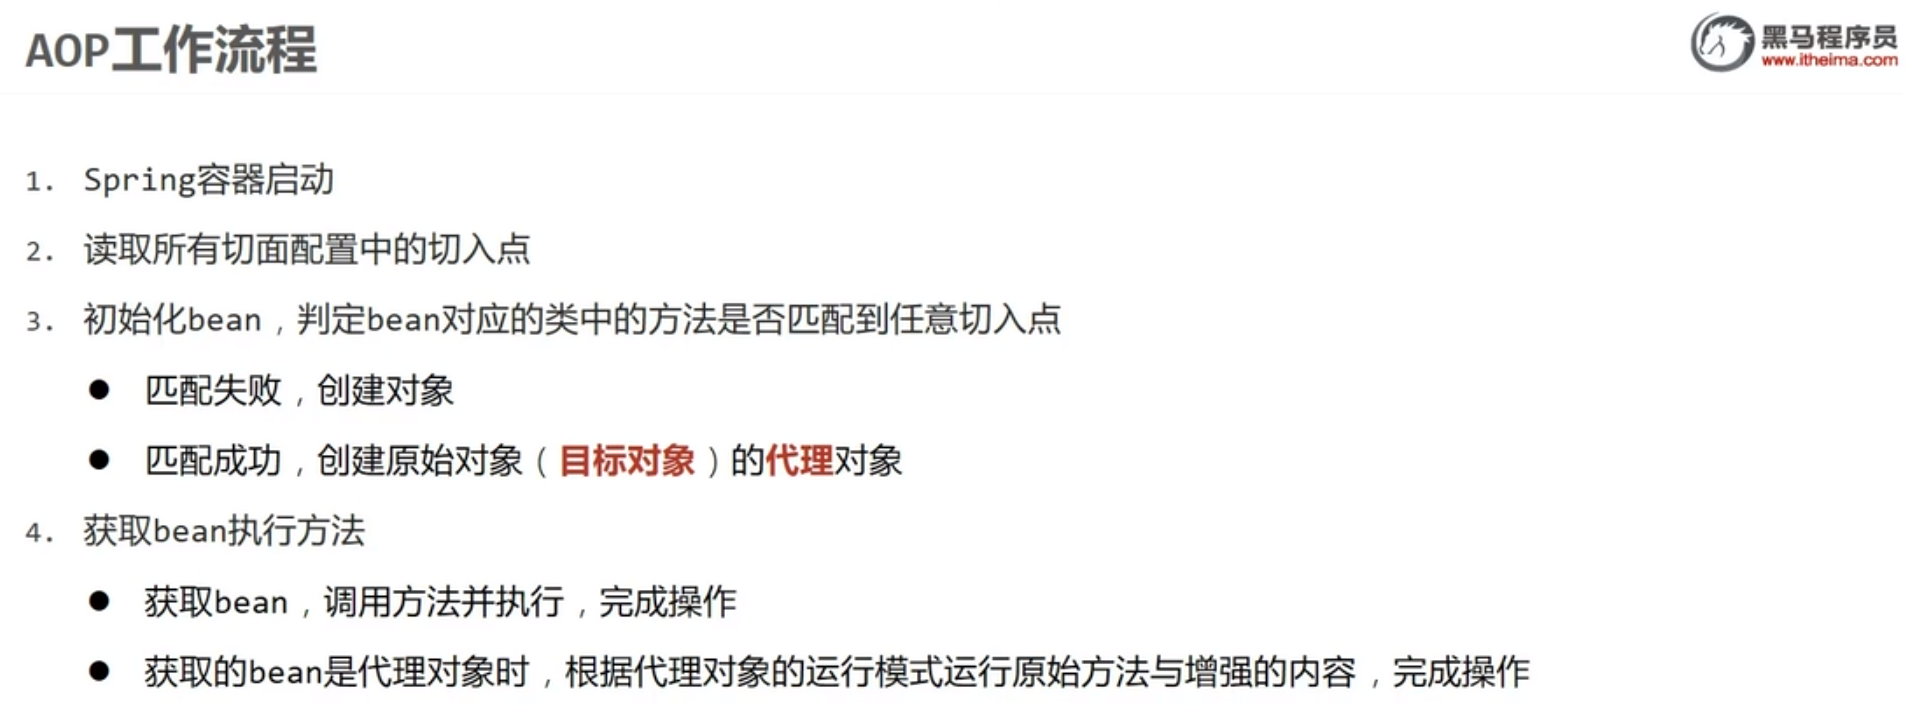 AOP工作流程
黑马程序员
www.itheima.com
1. Spring容器启动
2. 读取所有切面配置中的切入点
3. 初始化bean，判定bean对应的类中的方法是否匹配到任意切入点
● 匹配失败，创建对象
● 匹配成功，创建原始对象（目标对象）的代理对象
4. 获取bean执行方法
● 获取bean，调用方法并执行，完成操作
● 获取的bean是代理对象时，根据代理对象的运行模式运行原始方法与增强的内容，完成操作